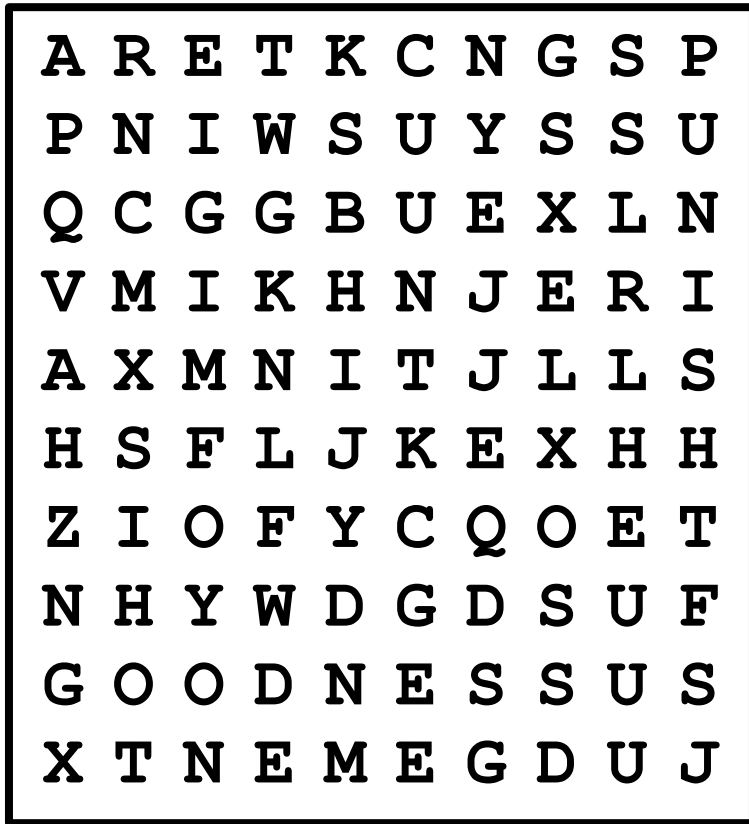 A R E T K C N G S P
P N I W S U Y S S U
Q C G G B U E X L N
V M I K H N J E R I
A X M N I T J L L S
H S F L J K E X H H
Z I O F Y C Q O E T
N H Y W D G D S U F
G O O D N E S S U S
X T N E M E G D U J